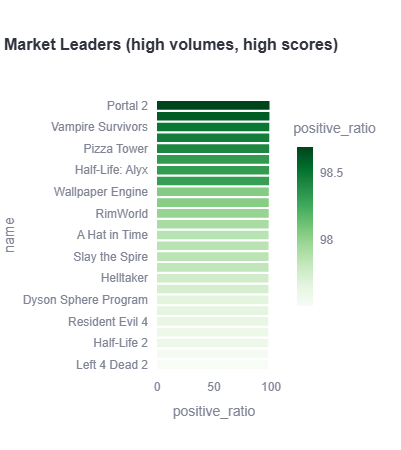 Market Leaders (high volumes, high scores)
Portal 2
Vampire Survivors
Pizza Tower
Half-Life: Alyx
Wallpaper Engine
RimWorld
A Hat in Time
Slay the Spire
Helltaker
Dyson Sphere Program
Resident Evil 4
Half-Life 2
Left 4 Dead 2
name
0 50 100
positive_ratio
positive_ratio
98.5
98